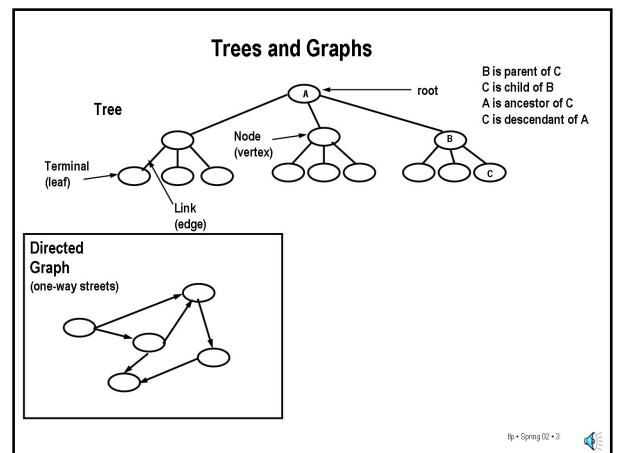 Trees and Graphs
B is parent of C
C is child of B
A is ancestor of C
C is descendant of A
A
root
Tree
Node
(vertex)
B
Terminal
(leaf)
C
Link
(edge)
Directed
Graph
(one-way streets)
tlp • Spring 02 • 3